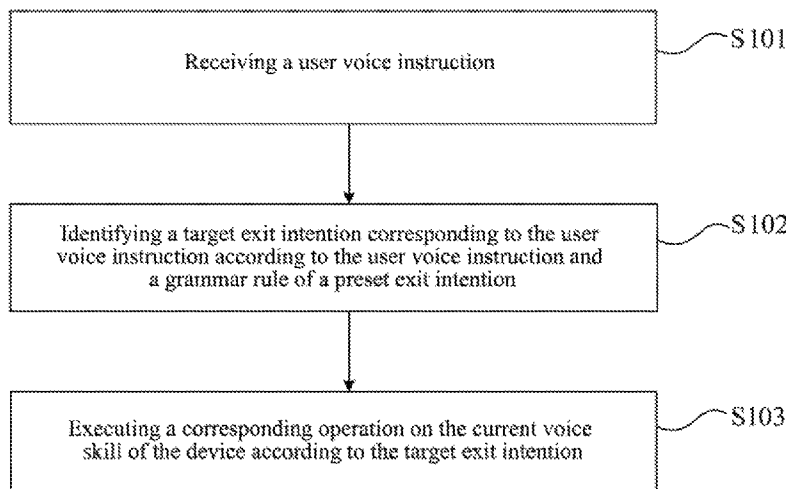 Receiving a user voice instruction
S101
Identifying a target exit intention corresponding to the user
voice instruction according to the user voice instruction and
a grammar rule of a preset exit intention
S102
Executing a corresponding operation on the current voice
skill of the device according to the target exit intention
S103